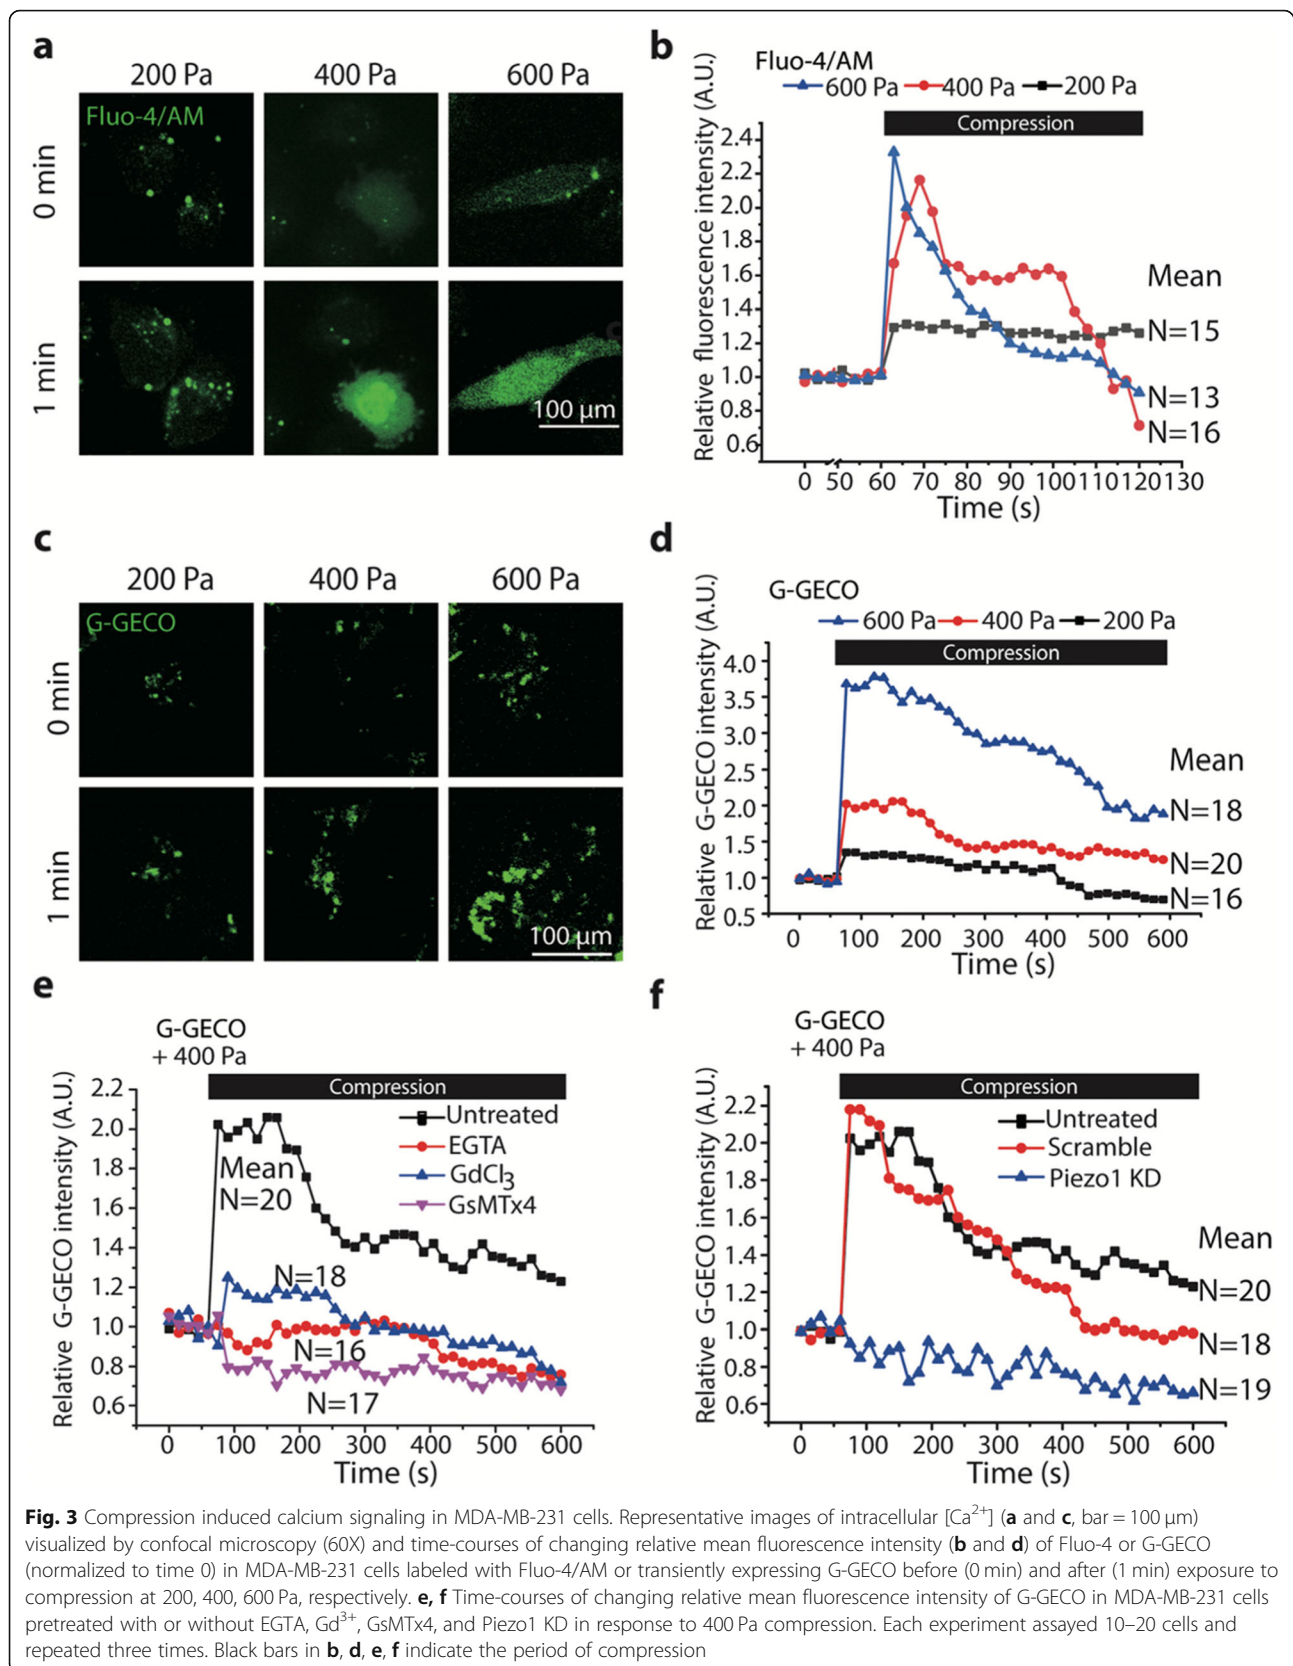 a
200 Pa 400 Pa 600 Pa
Fluo-4/AM
0 min
1 min
100 µm
b
Fluo-4/AM
600 Pa 400 Pa 200 Pa
Compression
Relative fluorescence intensity (A.U.)
2.4
2.2
2.0
1.8
1.6
1.4
1.2
1.0
0.8
0.6
Mean
N=15
N=13
N=16
0 50 60 70 80 90 100 110 120 130
Time (s)
c
200 Pa 400 Pa 600 Pa
G-GECO
0 min
1 min
100 µm
d
G-GECO
600 Pa 400 Pa 200 Pa
Compression
Relative G-GECO intensity (A.U.)
4.0
3.5
3.0
2.5
2.0
1.5
1.0
0.5
Mean
N=18
N=20
N=16
0 100 200 300 400 500 600
Time (s)
e
G-GECO
+ 400 Pa
Compression
Relative G-GECO intensity (A.U.)
2.2
2.0
1.8
1.6
1.4
1.2
1.0
0.8
0.6
Untreated
EGTA
GdCl3
GsMTx4
Mean
N=20
N=18
N=16
N=17
0 100 200 300 400 500 600
Time (s)
f
G-GECO
+ 400 Pa
Compression
Relative G-GECO intensity (A.U.)
2.2
2.0
1.8
1.6
1.4
1.2
1.0
0.8
0.6
Untreated
Scramble
Piezo1 KD
Mean
N=20
N=18
N=19
0 100 200 300 400 500 600
Time (s)
Fig. 3 Compression induced calcium signaling in MDA-MB-231 cells. Representative images of intracellular [Ca2+] (a and c, bar = 100 µm)
visualized by confocal microscopy (60X) and time-courses of changing relative mean fluorescence intensity (b and d) of Fluo-4 or G-GECO
(normalized to time 0) in MDA-MB-231 cells labeled with Fluo-4/AM or transiently expressing G-GECO before (0 min) and after (1 min) exposure to
compression at 200, 400, 600 Pa, respectively. e, f Time-courses of changing relative mean fluorescence intensity of G-GECO in MDA-MB-231 cells
pretreated with or without EGTA, Gd3+, GsMTx4, and Piezo1 KD in response to 400 Pa compression. Each experiment assayed 10–20 cells and
repeated three times. Black bars in b, d, e, f indicate the period of compression